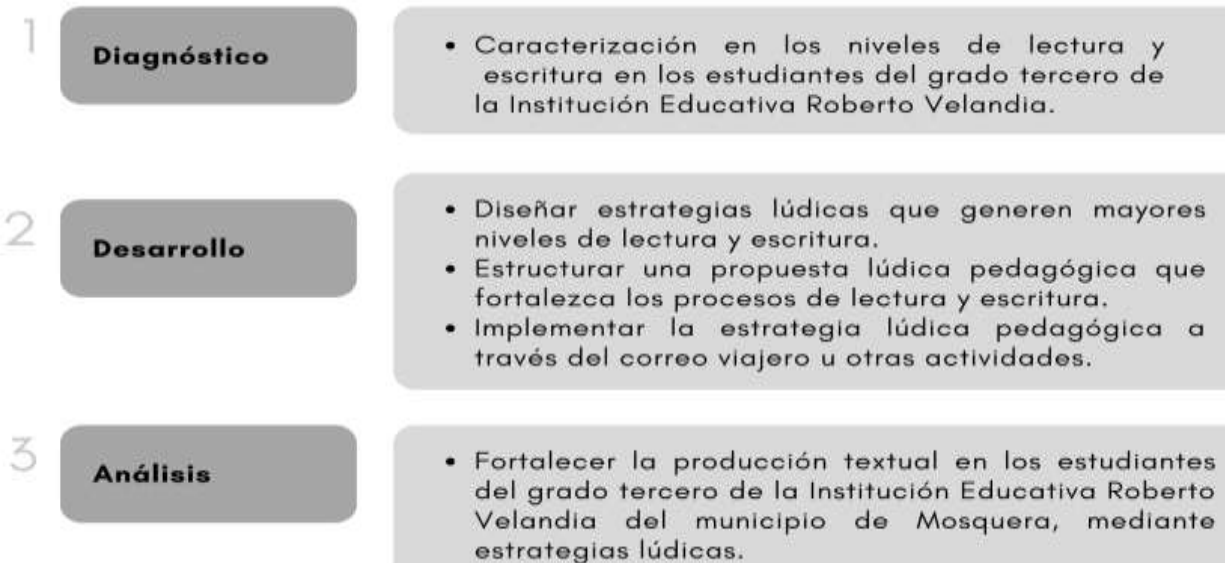 1
Diagnóstico
• Caracterización en los niveles de lectura y
escritura en los estudiantes del grado tercero de
la Institución Educativa Roberto Velandia.
2
Desarrollo
• Diseñar estrategias lúdicas que generen mayores
niveles de lectura y escritura.
• Estructurar una propuesta lúdica pedagógica que
fortalezca los procesos de lectura y escritura.
• Implementar la estrategia lúdica pedagógica a
través del correo viajero u otras actividades.
3
Análisis
• Fortalecer la producción textual en los estudiantes
del grado tercero de la Institución Educativa Roberto
Velandia del municipio de Mosquera, mediante
estrategias lúdicas.